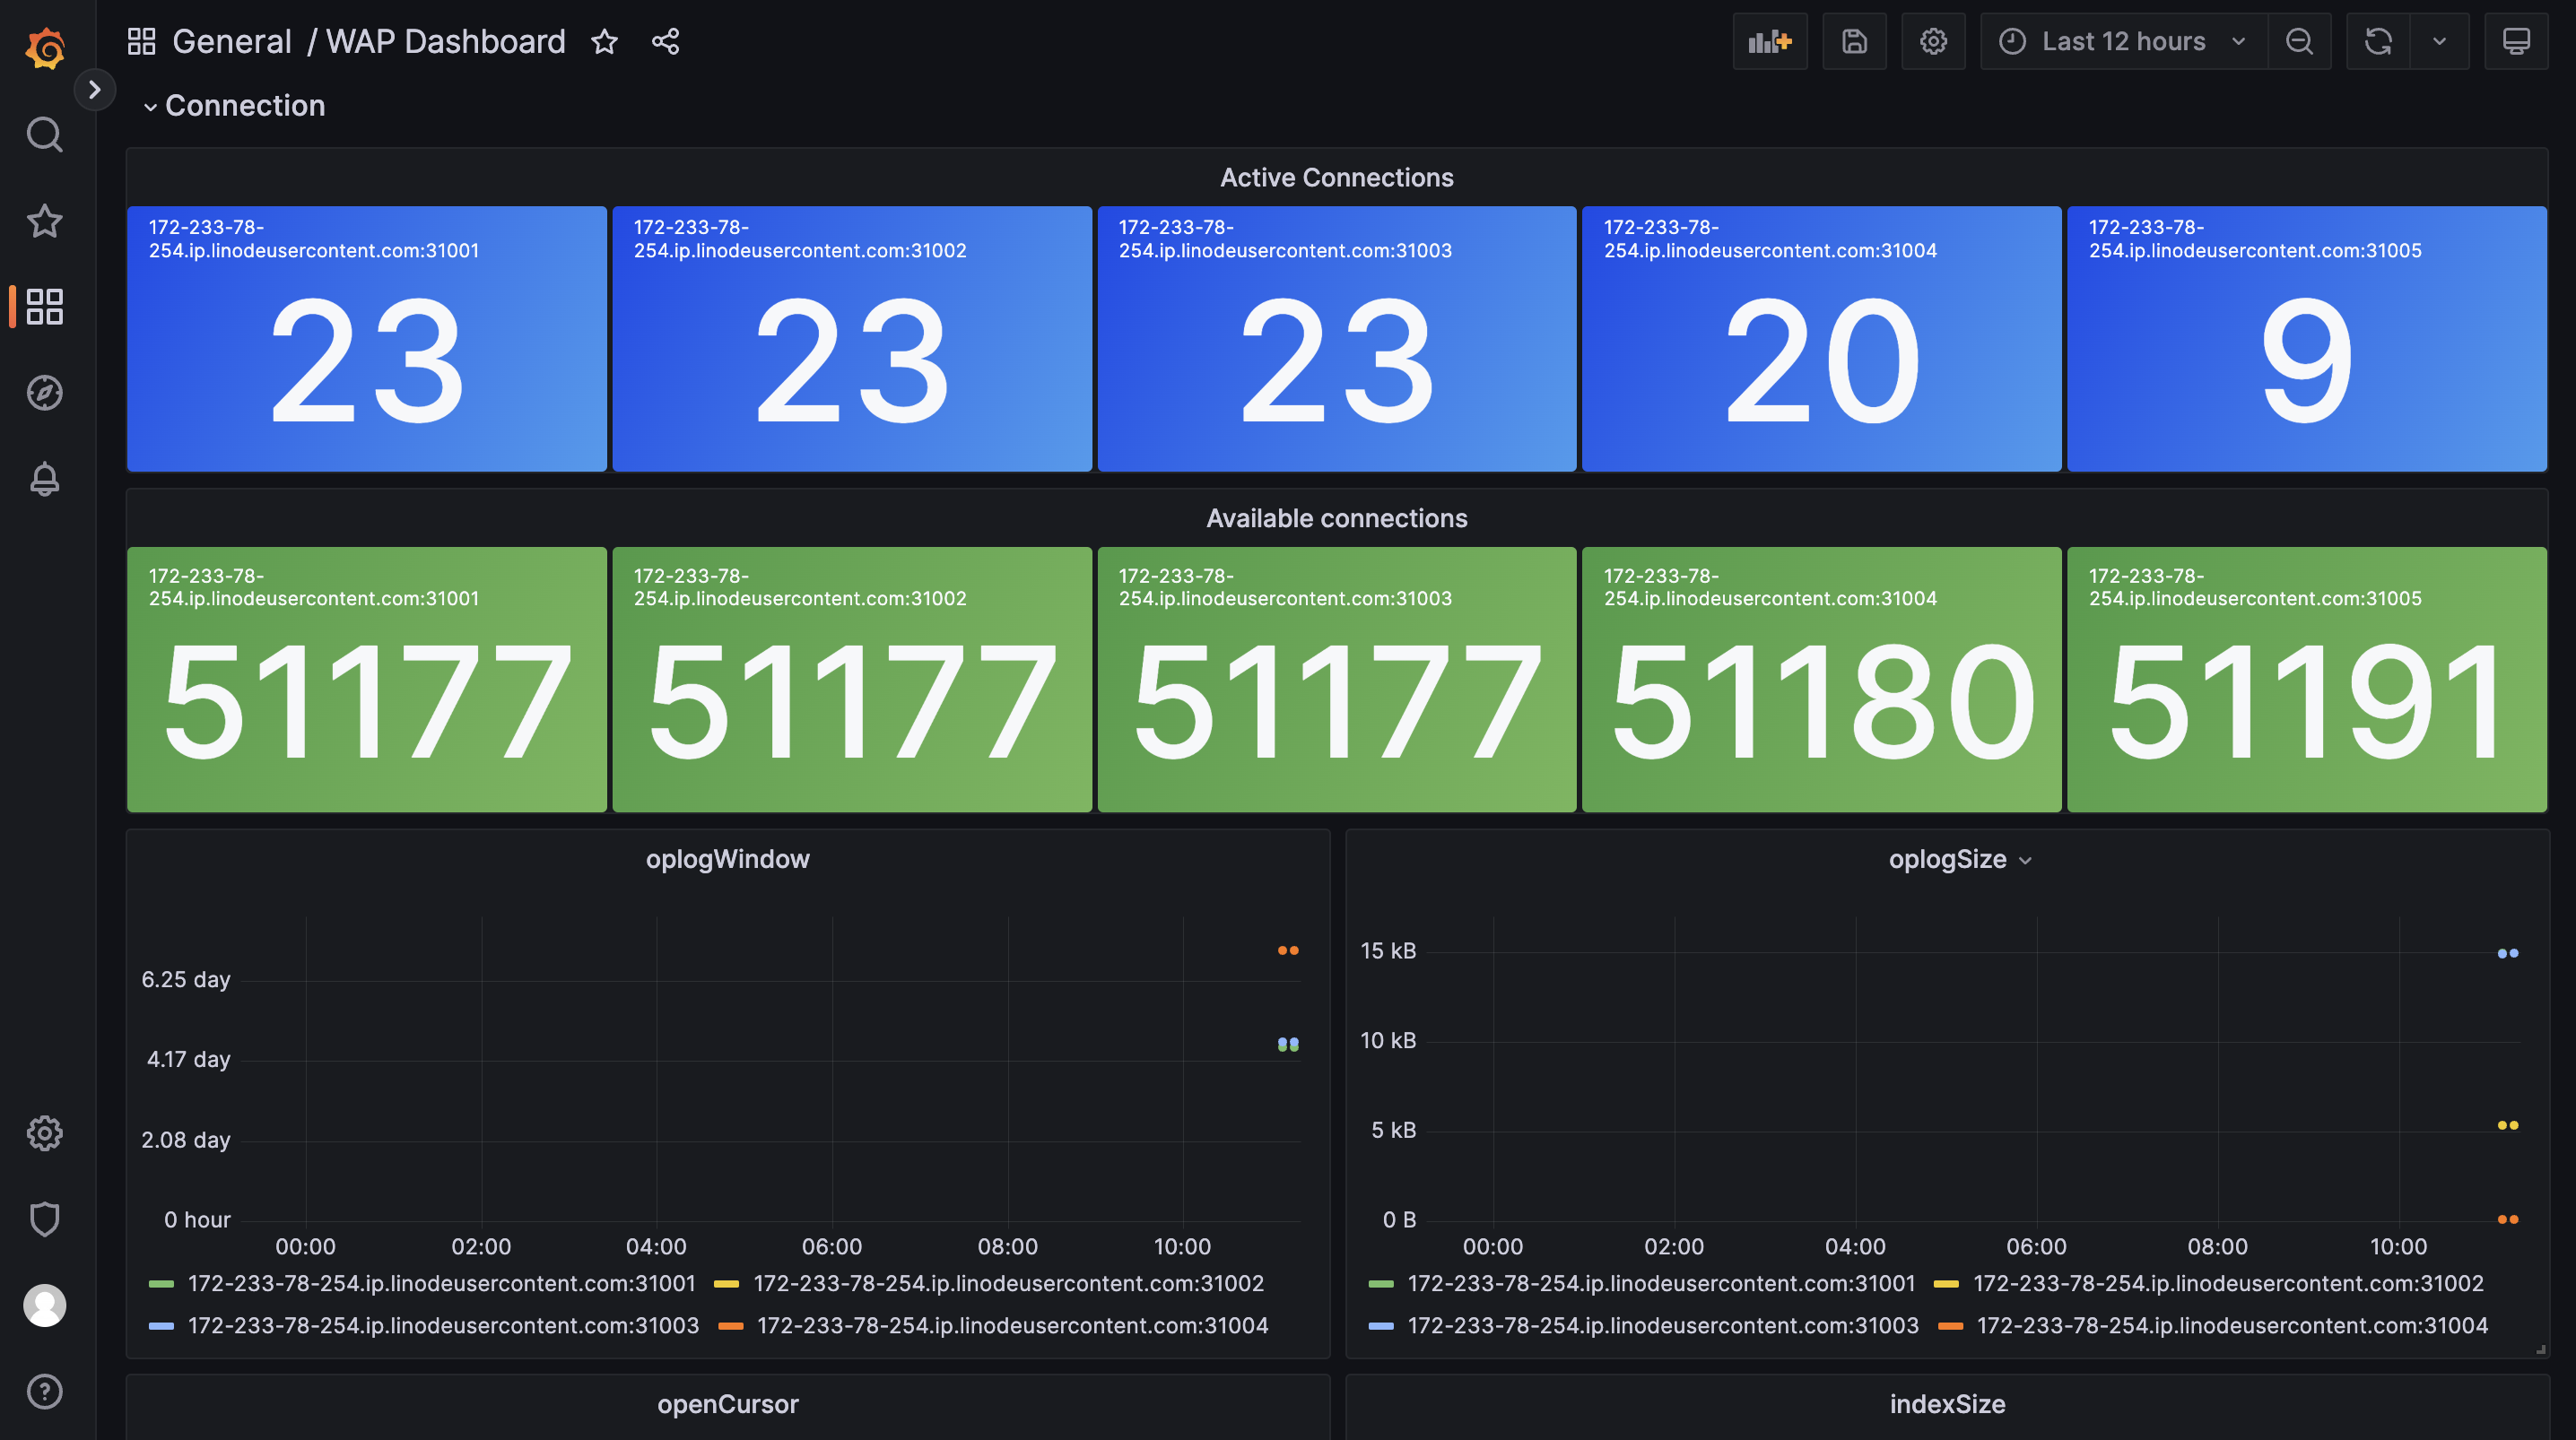 General / WAP Dashboard
Last 12 hours
Connection
Active Connections
172-233-78-
254.ip.linodeusercontent.com:31001
23
172-233-78-
254.ip.linodeusercontent.com:31002
23
172-233-78-
254.ip.linodeusercontent.com:31003
23
172-233-78-
254.ip.linodeusercontent.com:31004
20
172-233-78-
254.ip.linodeusercontent.com:31005
9
Available connections
172-233-78-
254.ip.linodeusercontent.com:31001
51177
172-233-78-
254.ip.linodeusercontent.com:31002
51177
172-233-78-
254.ip.linodeusercontent.com:31003
51177
172-233-78-
254.ip.linodeusercontent.com:31004
51180
172-233-78-
254.ip.linodeusercontent.com:31005
51191
oplogWindow
6.25 day
4.17 day
2.08 day
0 hour
00:00 02:00 04:00 06:00 08:00 10:00
172-233-78-254.ip.linodeusercontent.com:31001 172-233-78-254.ip.linodeusercontent.com:31002
172-233-78-254.ip.linodeusercontent.com:31003 172-233-78-254.ip.linodeusercontent.com:31004
oplogSize
15 kB
10 kB
5 kB
0 B
00:00 02:00 04:00 06:00 08:00 10:00
172-233-78-254.ip.linodeusercontent.com:31001 172-233-78-254.ip.linodeusercontent.com:31002
172-233-78-254.ip.linodeusercontent.com:31003 172-233-78-254.ip.linodeusercontent.com:31004
openCursor
indexSize